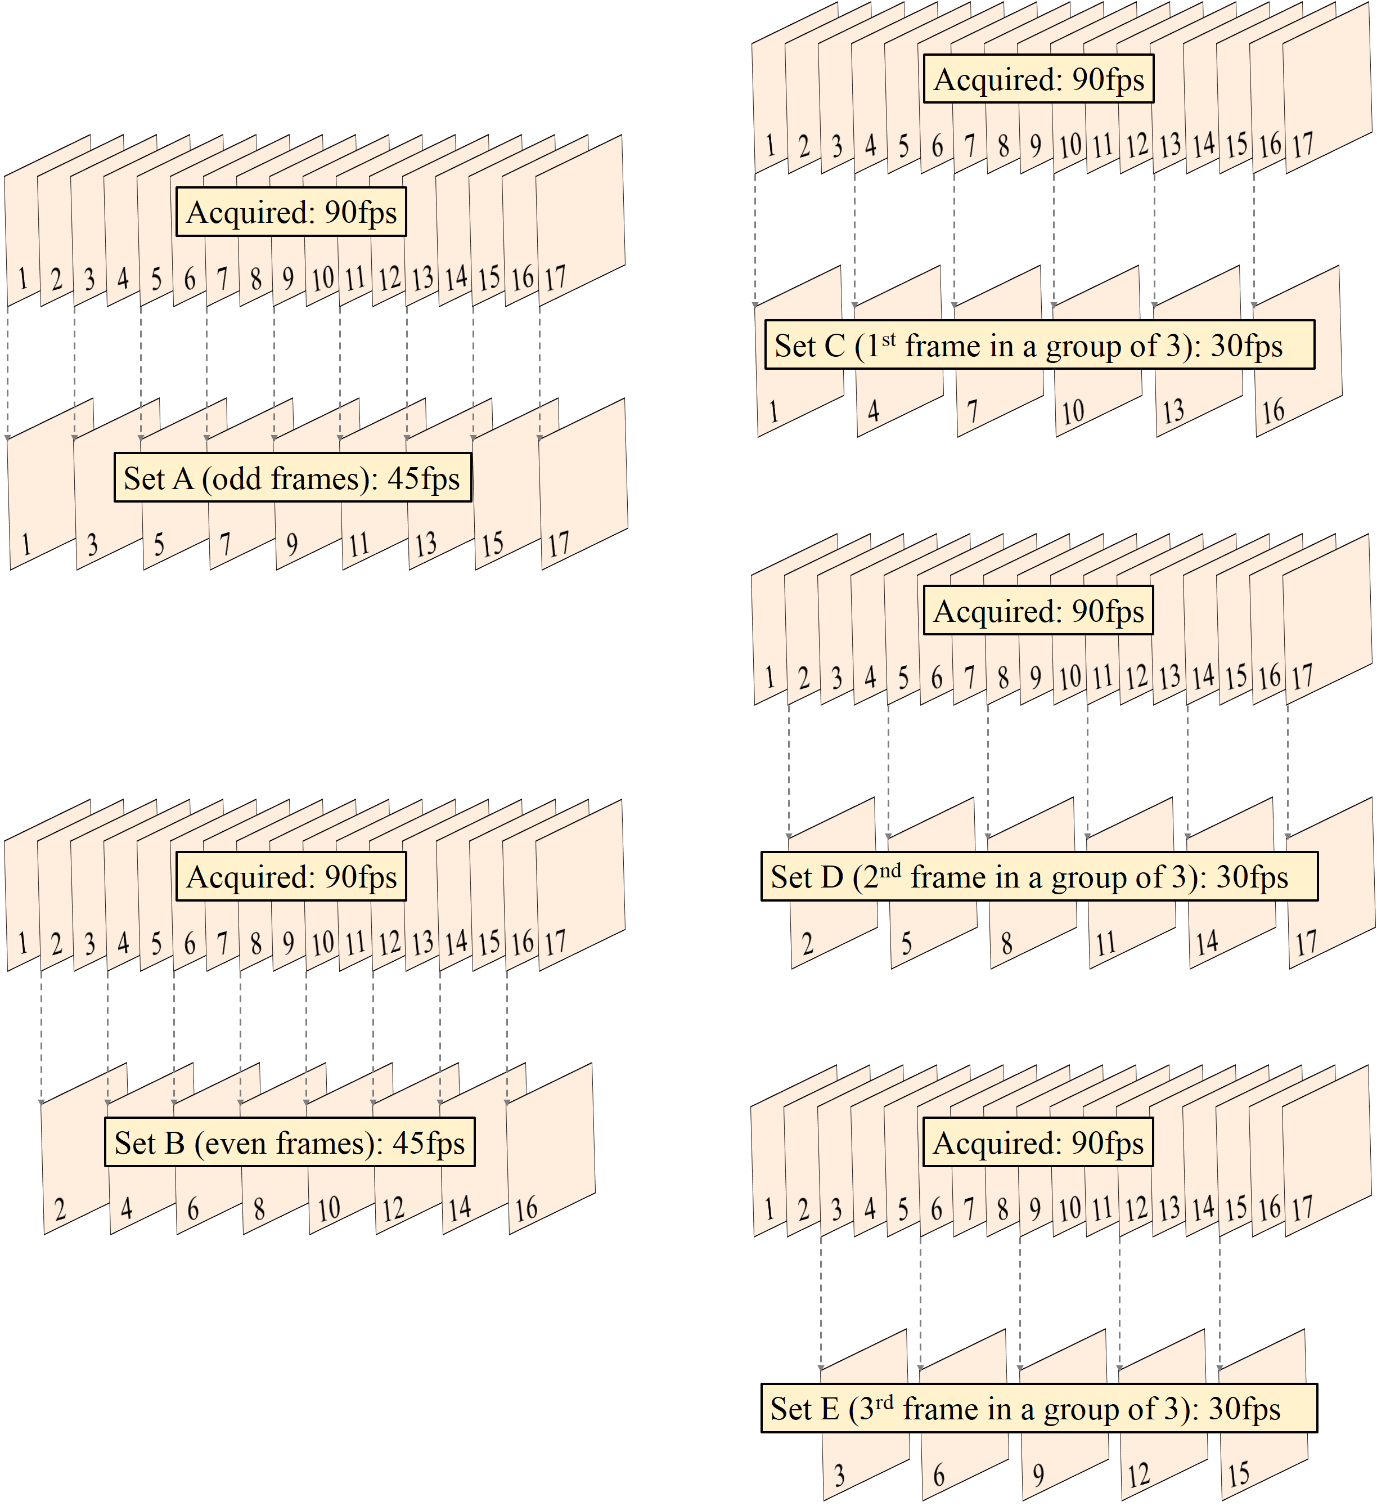 Acquired: 90fps
1 2 3 4 5 6 7 8 9 10 11 12 13 14 15 16 17
Set A (odd frames): 45fps
1 3 5 7 9 11 13 15 17
Acquired: 90fps
1 2 3 4 5 6 7 8 9 10 11 12 13 14 15 16 17
Set B (even frames): 45fps
2 4 6 8 10 12 14 16
Acquired: 90fps
1 2 3 4 5 6 7 8 9 10 11 12 13 14 15 16 17
Set C (1st frame in a group of 3): 30fps
1 4 7 10 13 16
Acquired: 90fps
1 2 3 4 5 6 7 8 9 10 11 12 13 14 15 16 17
Set D (2nd frame in a group of 3): 30fps
2 5 8 11 14 17
Acquired: 90fps
1 2 3 4 5 6 7 8 9 10 11 12 13 14 15 16 17
Set E (3rd frame in a group of 3): 30fps
3 6 9 12 15